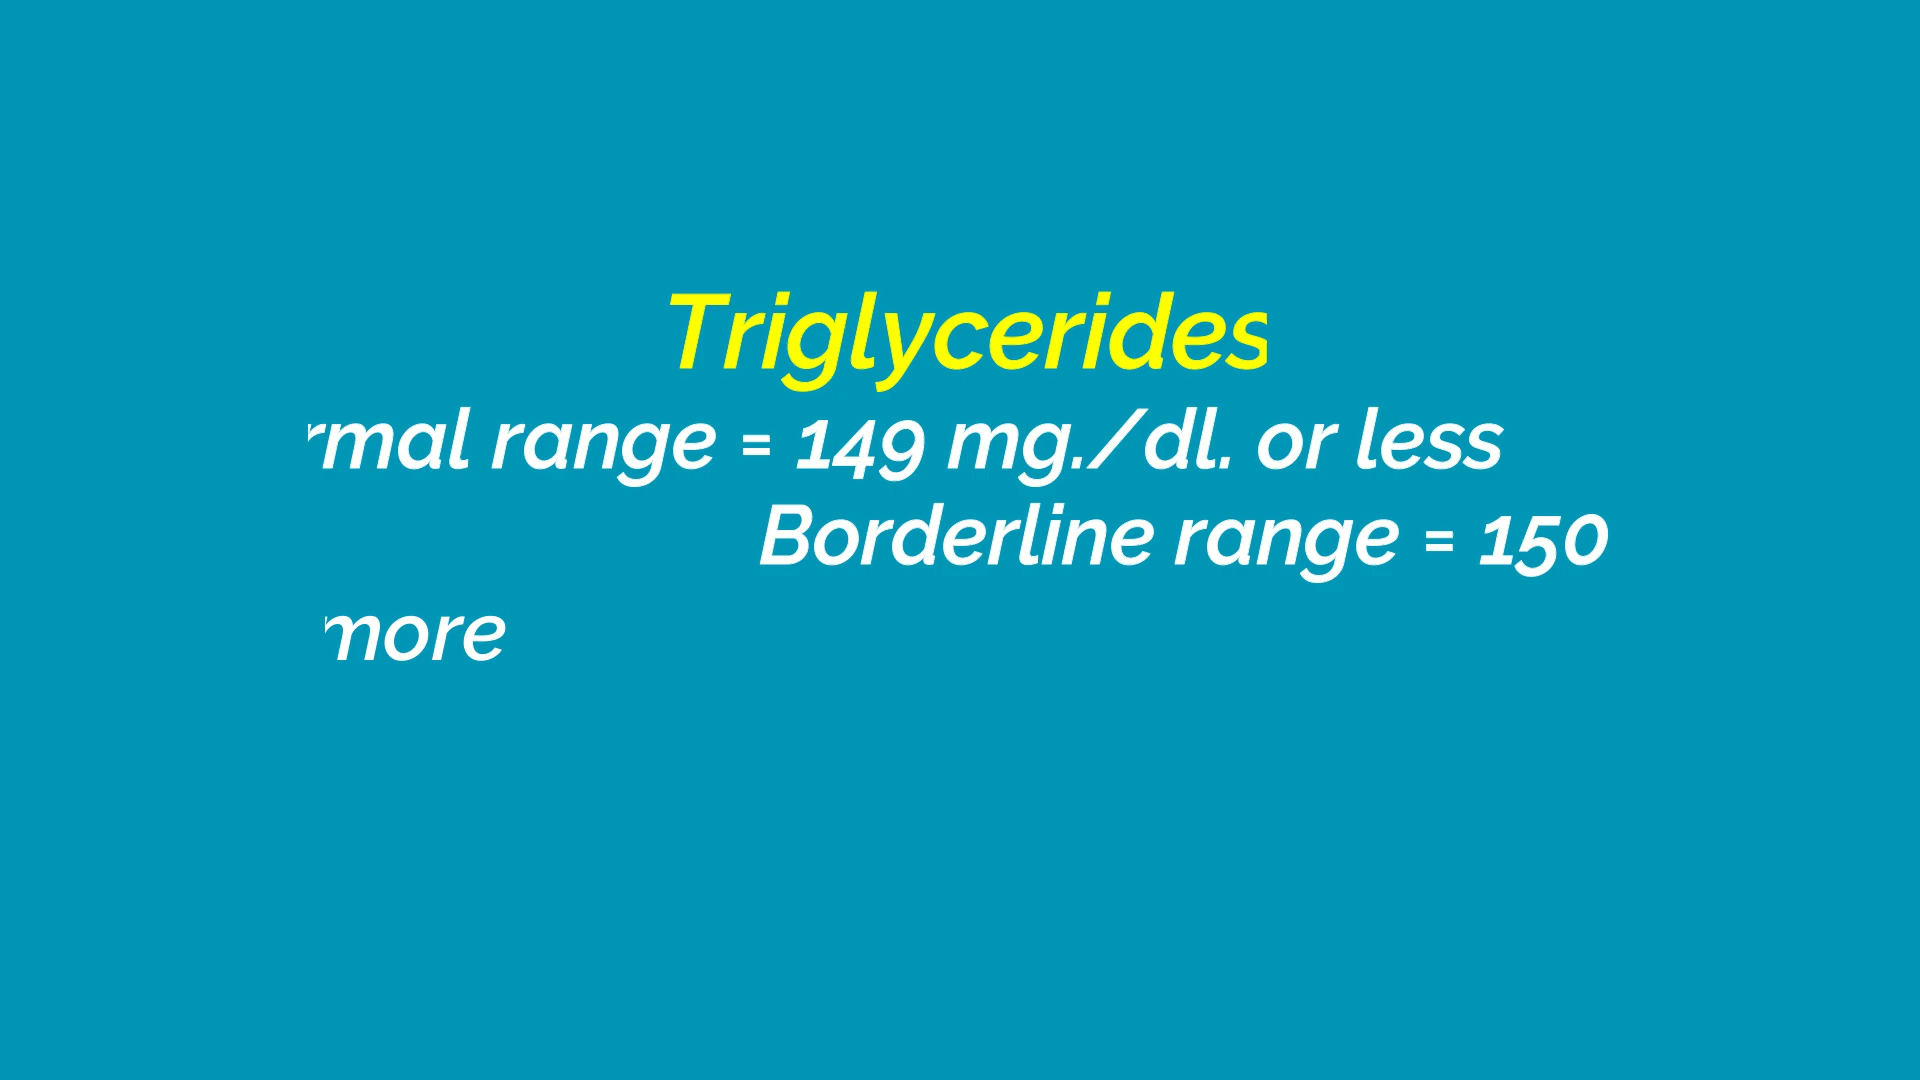 Triglycerides
rmal range = 149 mg./dl. or less
Borderline range = 150
more